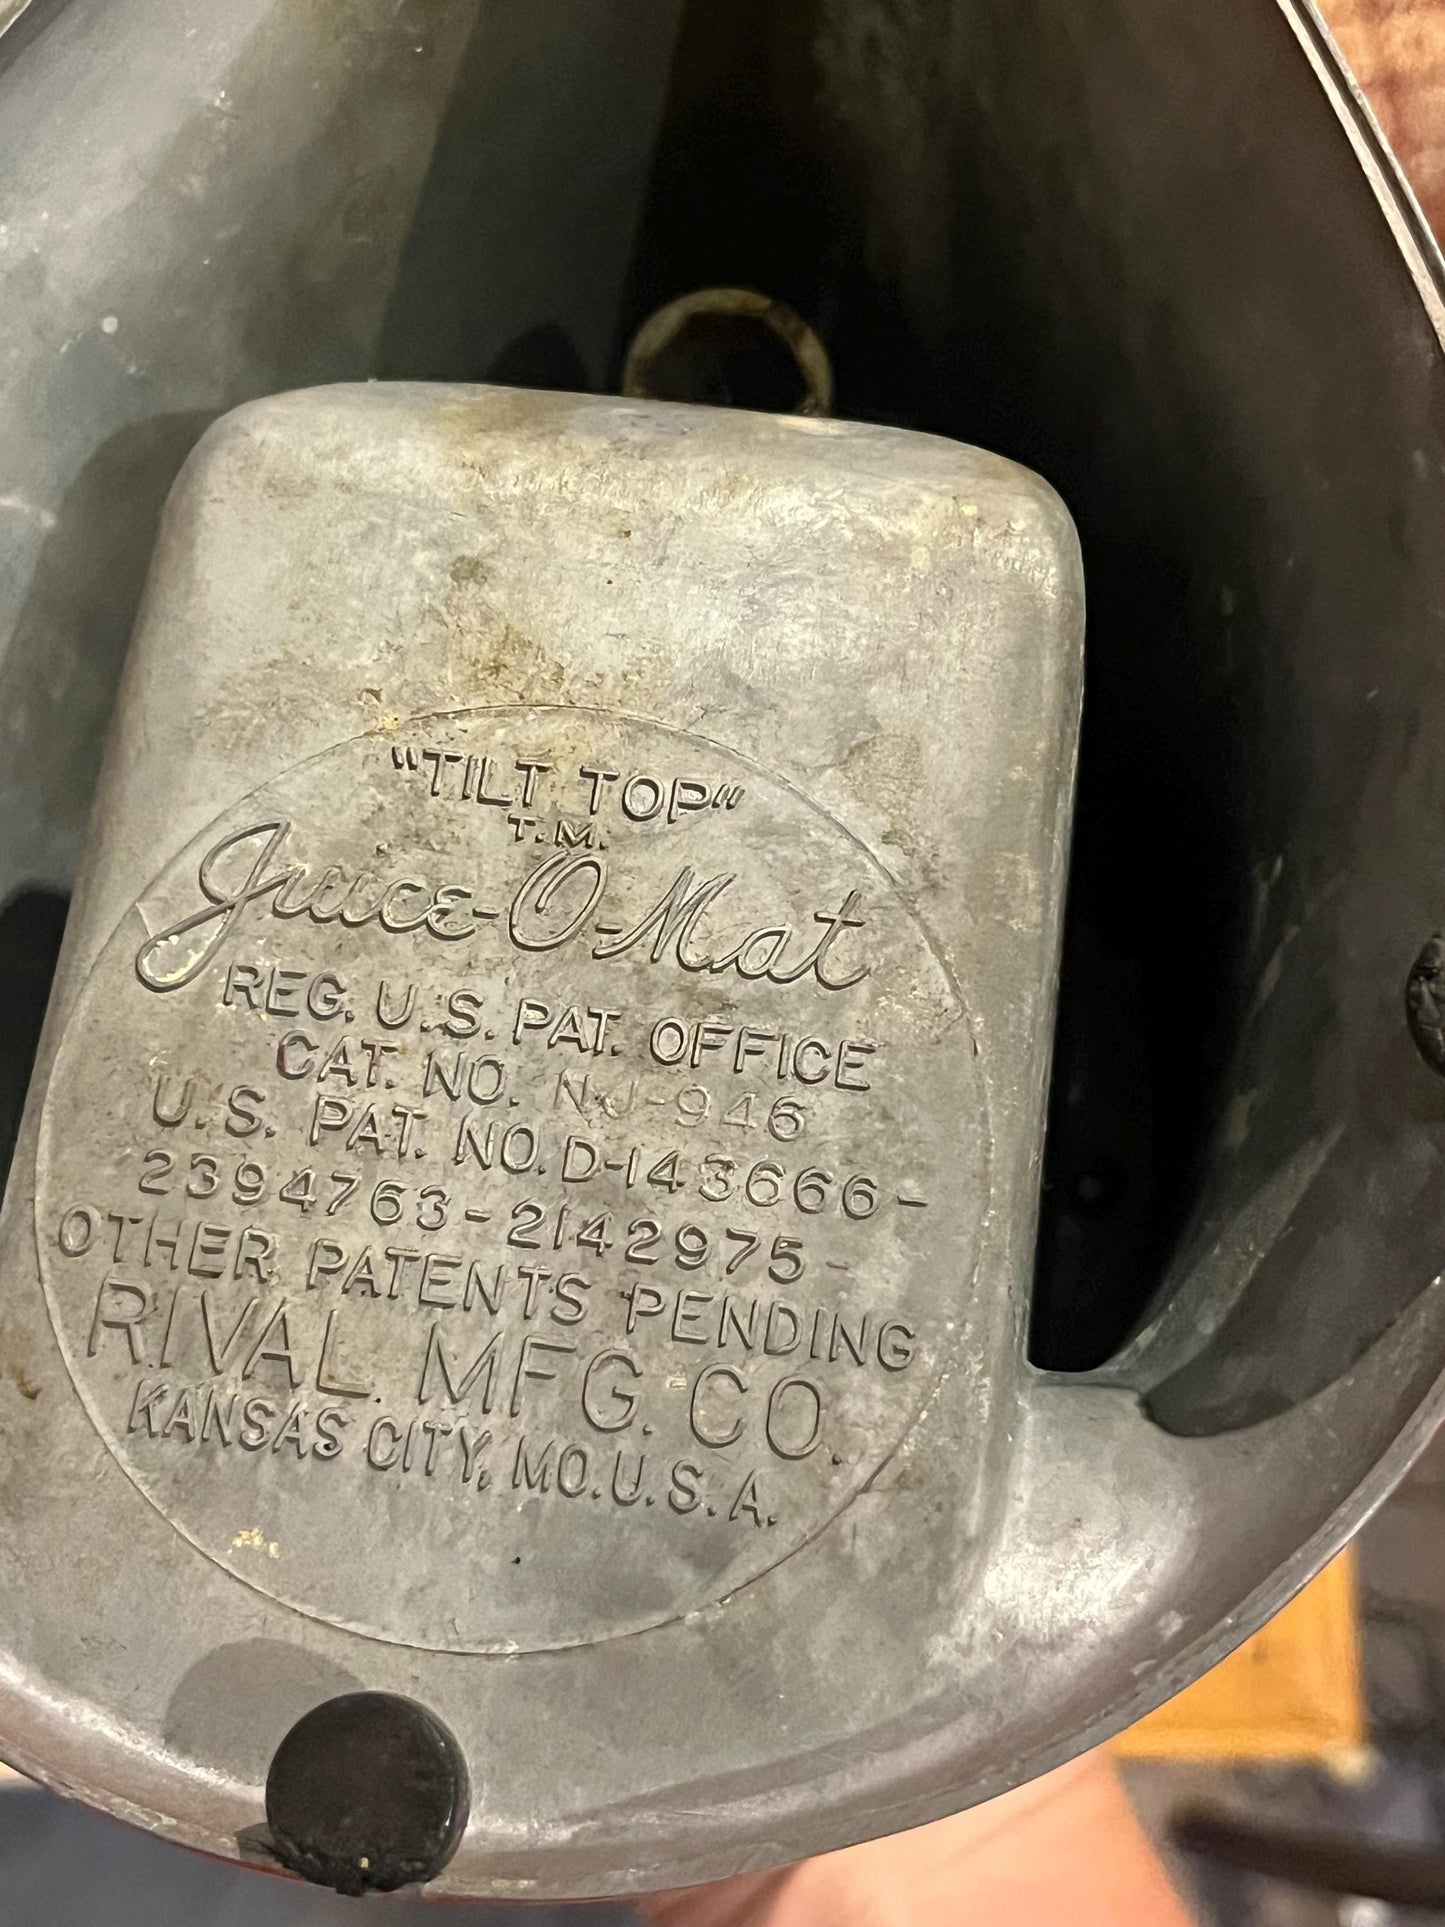 "TILT TOP"
T.M.
Juice-O-Mat
REG. U.S. PAT. OFFICE
CAT. NO. NJ-946
U.S. PAT. NO. D-143666-
2394763-2142975-
OTHER PATENTS PENDING
RIVAL MFG. CO.
KANSAS CITY, MO. U.S.A.